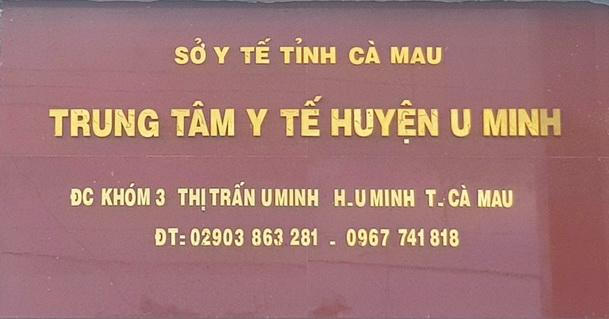 SỞ Y TẾ TỈNH CÀ MAU
TRUNG TÂM Y TẾ HUYỆN U MINH
ĐC KHÓM 3 THỊ TRẤN U MINH H.U MINH T. CÀ MAU
ĐT: 02903 863 281 - 0967 741 818